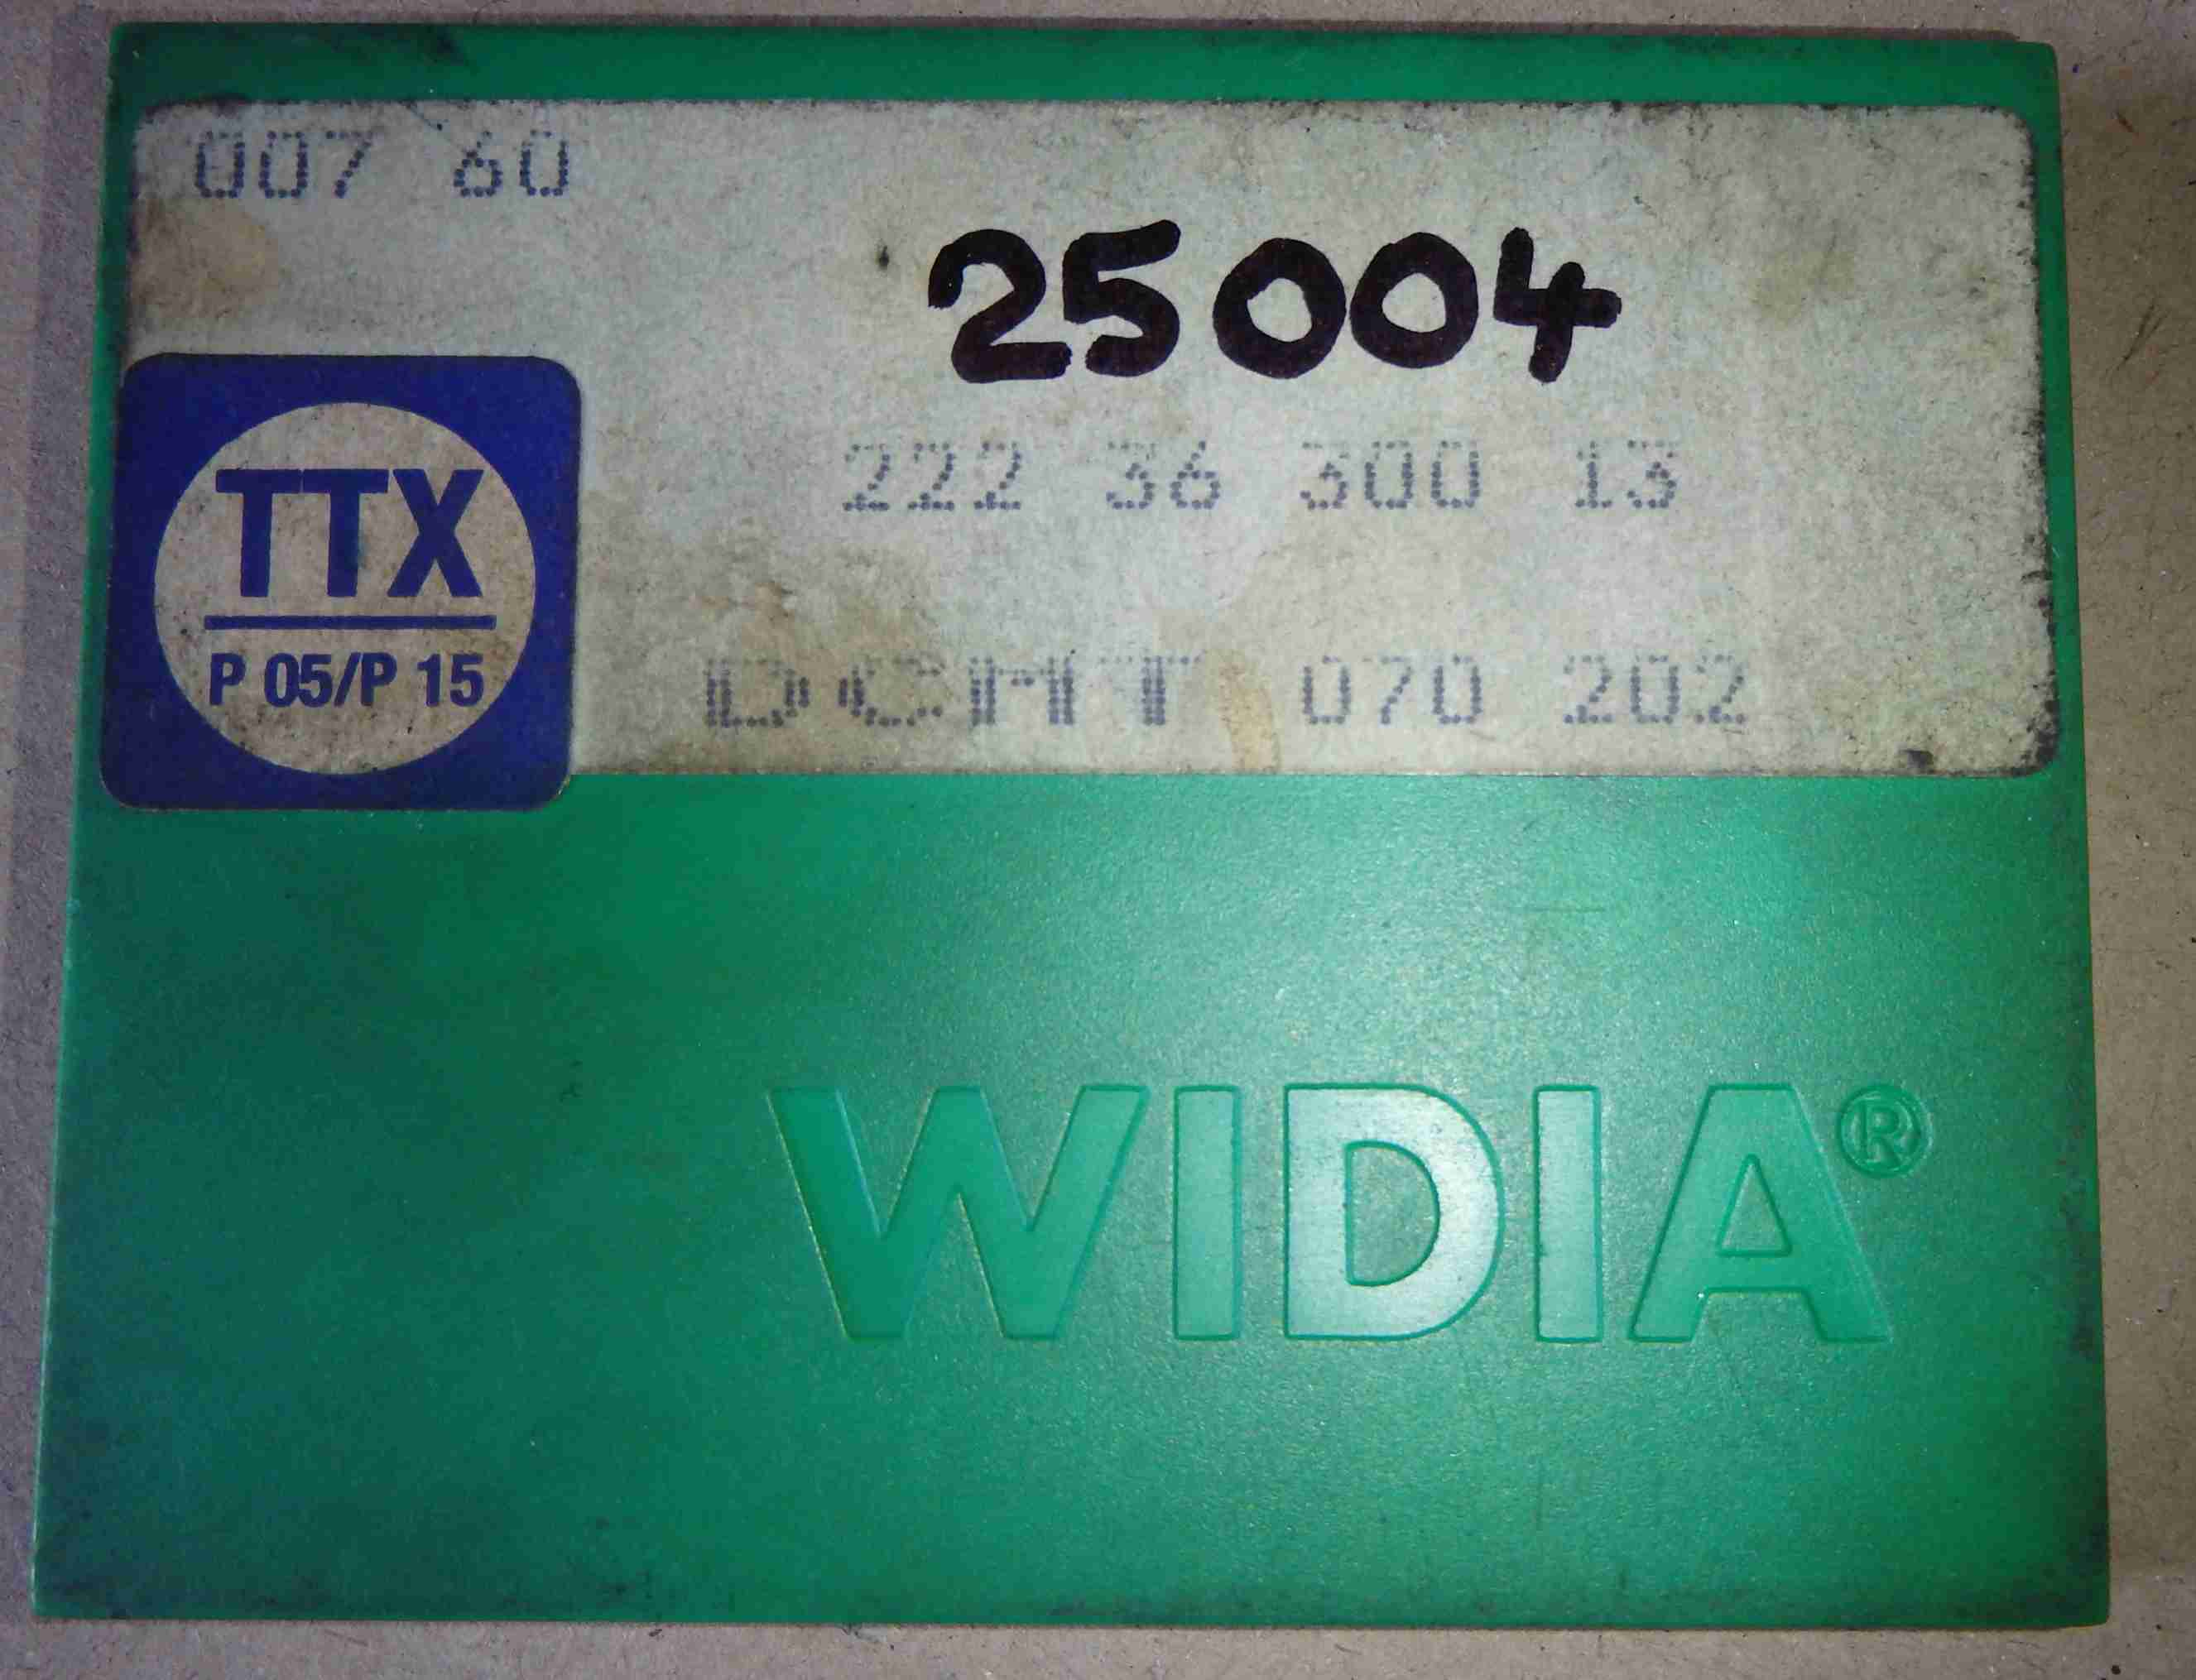 007 60
25004
222 36 300 13
TTX
P 05/P 15
DCMT 070 202
WIDIA®